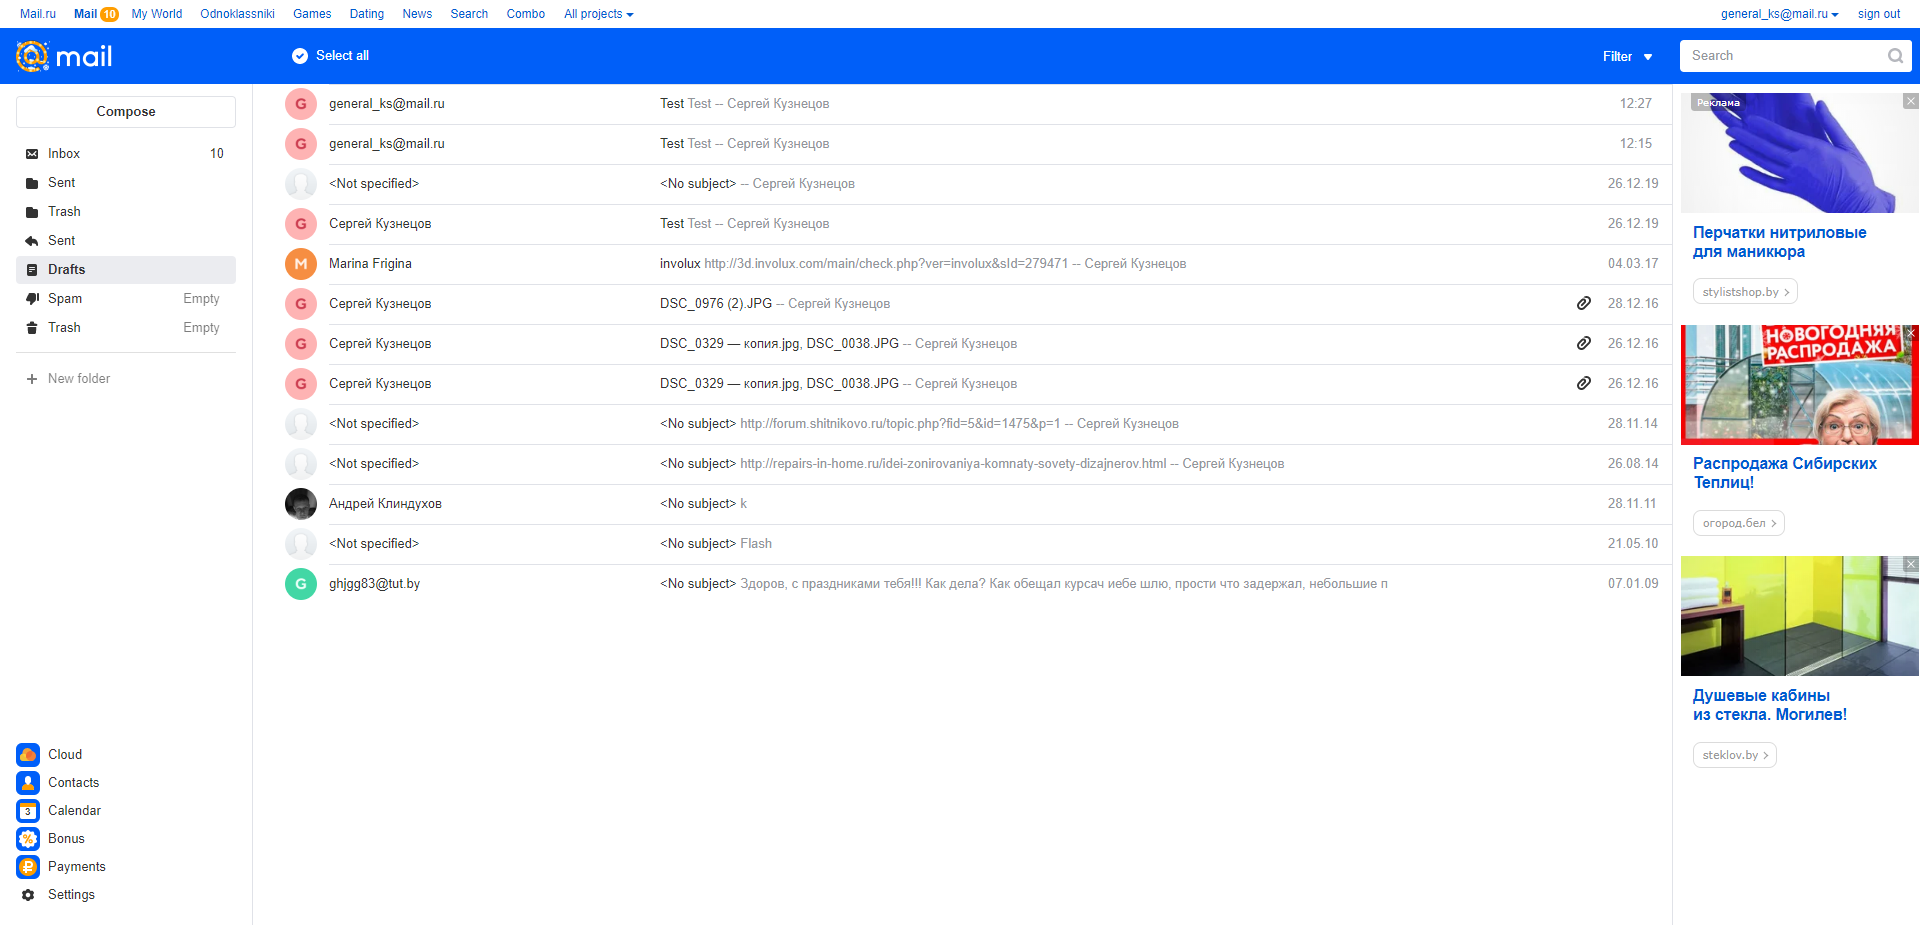 Mail.ru Mail 10 My World Odnoklassniki Games Dating News Search Combo All projects general_ks@mail.ru sign out
mail Select all Filter Search
Compose
Inbox 10
Sent
Trash
Sent
Drafts
Spam Empty
Trash Empty
New folder
Cloud
Contacts
3 Calendar
% Bonus
₽ Payments
Settings
G general_ks@mail.ru Test Test -- Сергей Кузнецов 12:27
G general_ks@mail.ru Test Test -- Сергей Кузнецов 12:15
<Not specified> <No subject> -- Сергей Кузнецов 26.12.19
G Сергей Кузнецов Test Test -- Сергей Кузнецов 26.12.19
M Marina Frigina involux http://3d.involux.com/main/check.php?ver=involux&sId=279471 -- Сергей Кузнецов 04.03.17
G Сергей Кузнецов DSC_0976 (2).JPG -- Сергей Кузнецов 28.12.16
G Сергей Кузнецов DSC_0329 — копия.jpg, DSC_0038.JPG -- Сергей Кузнецов 26.12.16
G Сергей Кузнецов DSC_0329 — копия.jpg, DSC_0038.JPG -- Сергей Кузнецов 26.12.16
<Not specified> <No subject> http://forum.shitnikovo.ru/topic.php?fid=5&id=1475&p=1 -- Сергей Кузнецов 28.11.14
<Not specified> <No subject> http://repairs-in-home.ru/idei-zonirovaniya-komnaty-sovety-dizajnerov.html -- Сергей Кузнецов 26.08.14
Андрей Клиндухов <No subject> k 28.11.11
<Not specified> <No subject> Flash 21.05.10
G ghjgg83@tut.by <No subject> Здоров, с праздниками тебя!!! Как дела? Как обещал курсач иебе шлю, прости что задержал, небольшие п 07.01.09
Реклама
Перчатки нитриловые
для маникюра
stylistshop.by
НОВОГОДНЯЯ
РАСПРОДАЖА
Распродажа Сибирских
Теплиц!
огород.бел
Душевые кабины
из стекла. Могилев!
steklov.by